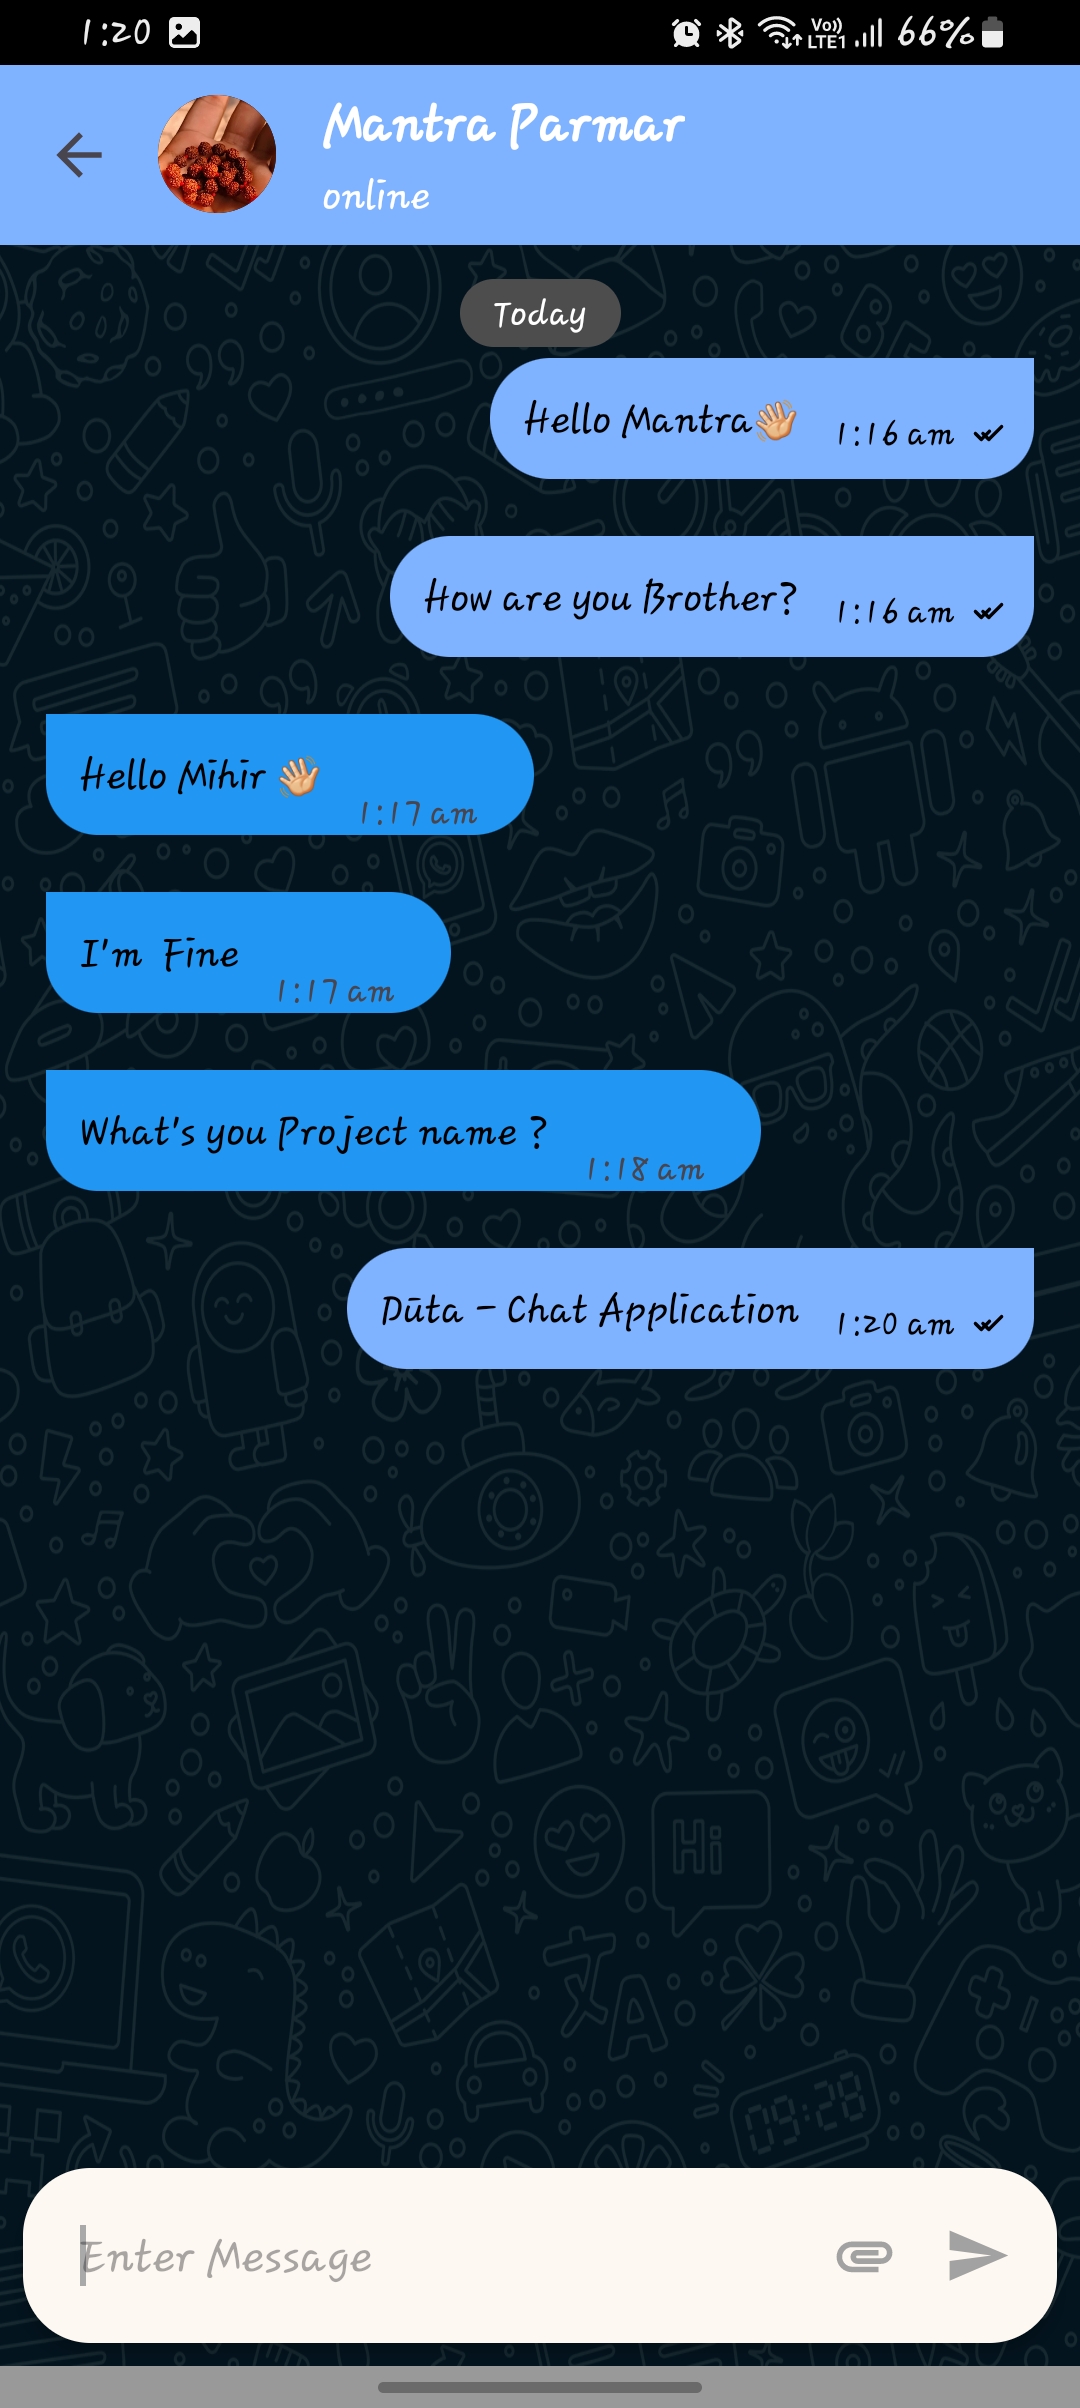 1:20 Vo)) LTE1 66%
Mantra Parmar
online
Today
Hello Mantra👋🏼 1:16 am
How are you Brother? 1:16 am
Hello Mihir 👋🏼
1:17 am
I'm Fine
1:17 am
What's you Project name ?
1:18 am
Dūta - Chat Application 1:20 am
Hi
文A
09:28
Enter Message